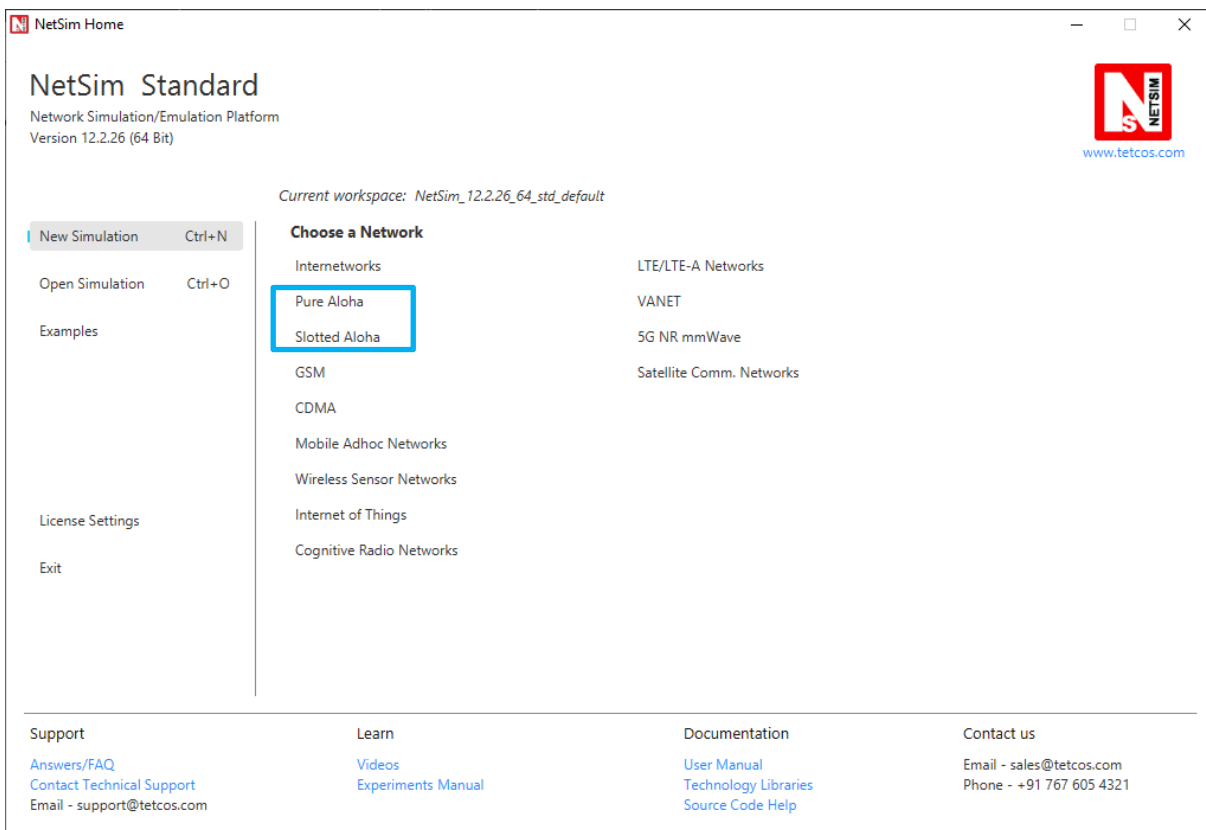 NetSim Home
NetSim Standard
Network Simulation/Emulation Platform
Version 12.2.26 (64 Bit)
N
S
NETSIM
www.tetcos.com
Current workspace: NetSim_12.2.26_64_std_default
New Simulation Ctrl+N
Open Simulation Ctrl+O
Examples
License Settings
Exit
Choose a Network
Internetworks
Pure Aloha
Slotted Aloha
GSM
CDMA
Mobile Adhoc Networks
Wireless Sensor Networks
Internet of Things
Cognitive Radio Networks
LTE/LTE-A Networks
VANET
5G NR mmWave
Satellite Comm. Networks
Support
Answers/FAQ
Contact Technical Support
Email - support@tetcos.com
Learn
Videos
Experiments Manual
Documentation
User Manual
Technology Libraries
Source Code Help
Contact us
Email - sales@tetcos.com
Phone - +91 767 605 4321